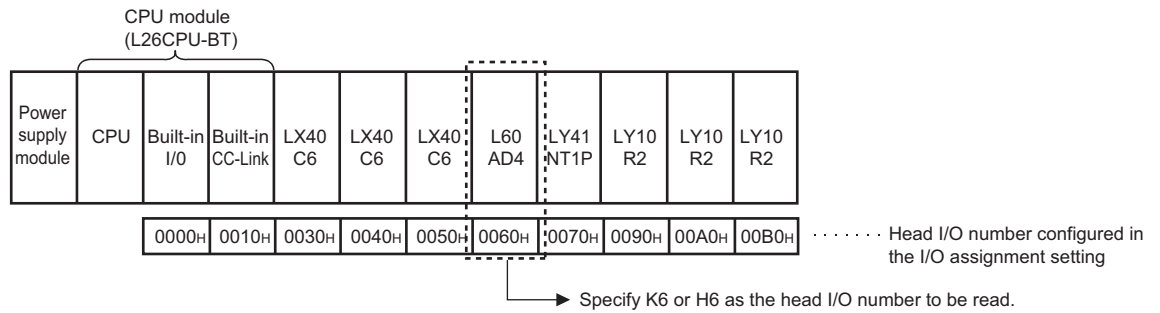 CPU module
(L26CPU-BT)
Power
supply
module
CPU
Built-in
I/0
Built-in
CC-Link
LX40
C6
LX40
C6
LX40
C6
L60
AD4
LY41
NT1P
LY10
R2
LY10
R2
LY10
R2
0000H 0010H 0030H 0040H 0050H 0060H 0070H 0090H 00A0H 00B0H
Head I/O number configured in
the I/O assignment setting
Specify K6 or H6 as the head I/O number to be read.